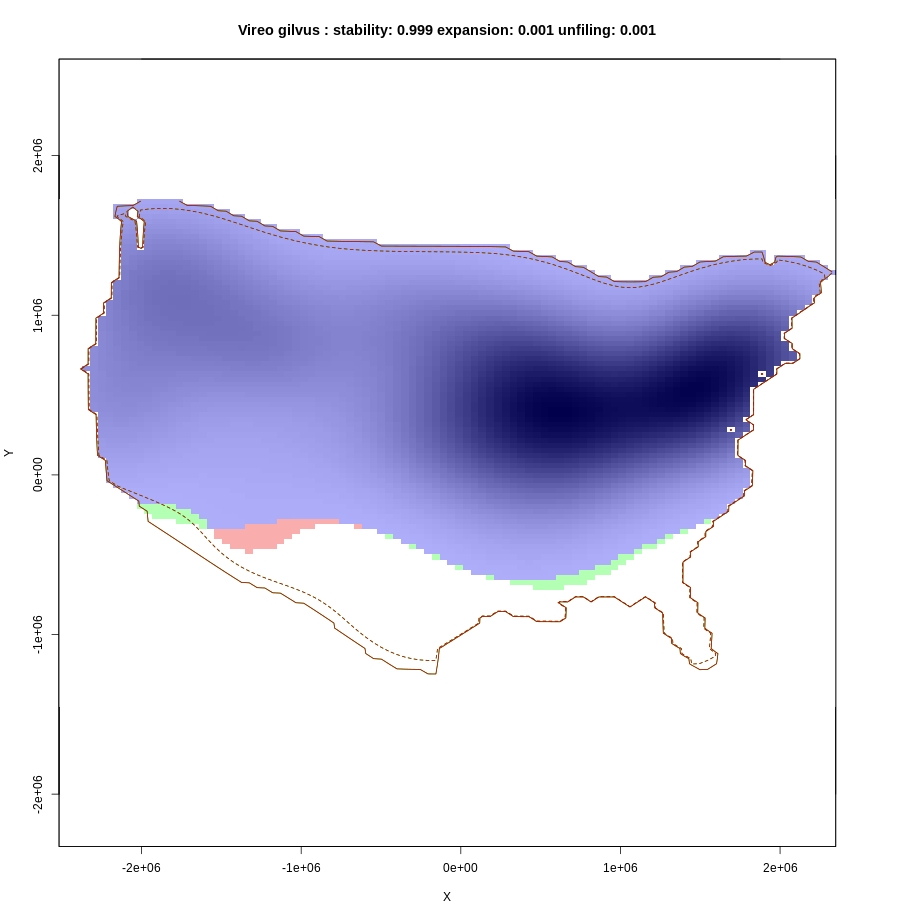 Vireo gilvus : stability: 0.999 expansion: 0.001 unfiling: 0.001
2e+06
1e+06
Y
0e+00
-1e+06
-2e+06
-2e+06 -1e+06 0e+00 1e+06 2e+06
X